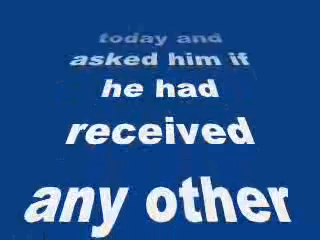 today and
asked him if
he had
received
any other